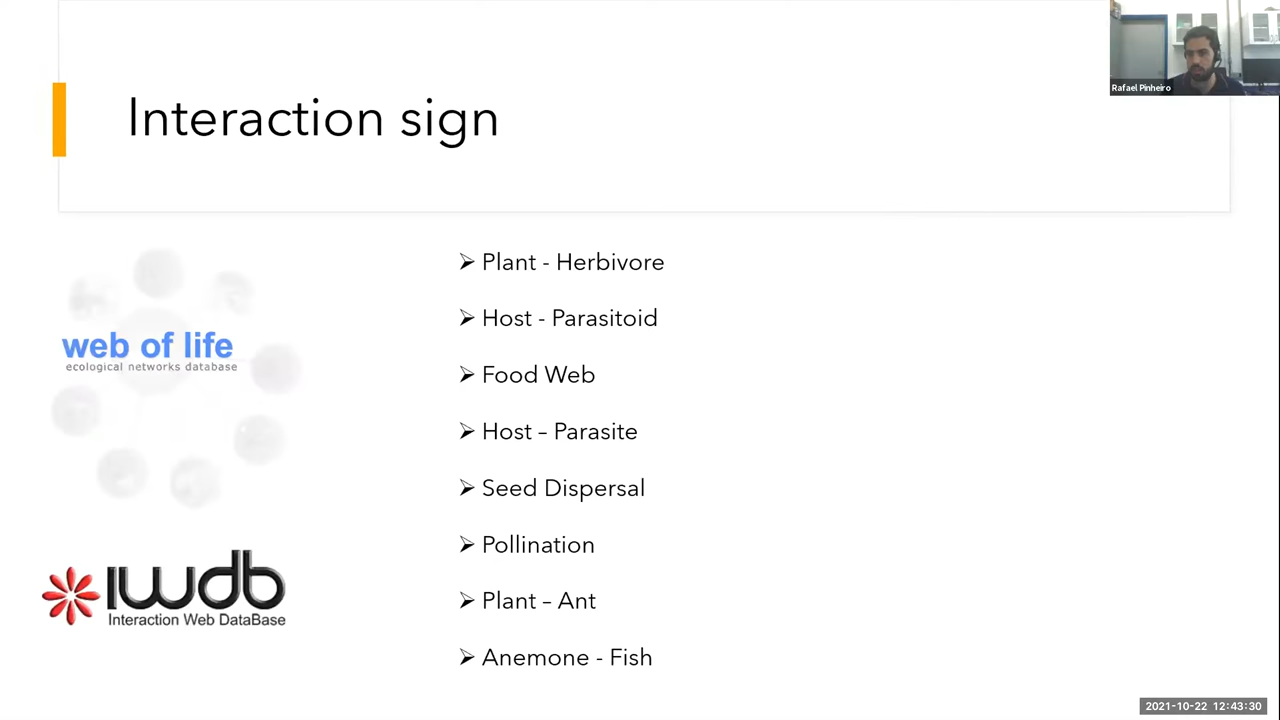 Rafael Pinheiro
Interaction sign
web of life
ecological networks database
iwdb
Interaction Web DataBase
➢ Plant - Herbivore
➢ Host - Parasitoid
➢ Food Web
➢ Host – Parasite
➢ Seed Dispersal
➢ Pollination
➢ Plant – Ant
➢ Anemone - Fish
2021-10-22 12:43:30